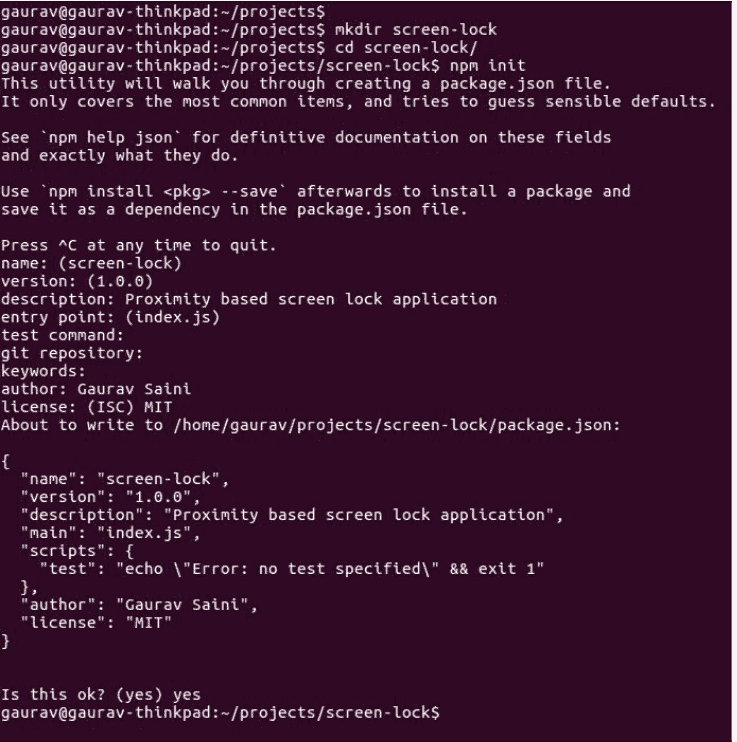 gaurav@gaurav-thinkpad:~/projects$
gaurav@gaurav-thinkpad:~/projects$ mkdir screen-lock
gaurav@gaurav-thinkpad:~/projects$ cd screen-lock/
gaurav@gaurav-thinkpad:~/projects/screen-lock$ npm init
This utility will walk you through creating a package.json file.
It only covers the most common items, and tries to guess sensible defaults.
See `npm help json` for definitive documentation on these fields
and exactly what they do.
Use `npm install <pkg> --save` afterwards to install a package and
save it as a dependency in the package.json file.
Press ^C at any time to quit.
name: (screen-lock)
version: (1.0.0)
description: Proximity based screen lock application
entry point: (index.js)
test command:
git repository:
keywords:
author: Gaurav Saini
license: (ISC) MIT
About to write to /home/gaurav/projects/screen-lock/package.json:
{
  "name": "screen-lock",
  "version": "1.0.0",
  "description": "Proximity based screen lock application",
  "main": "index.js",
  "scripts": {
    "test": "echo \"Error: no test specified\" && exit 1"
  },
  "author": "Gaurav Saini",
  "license": "MIT"
}
Is this ok? (yes) yes
gaurav@gaurav-thinkpad:~/projects/screen-lock$